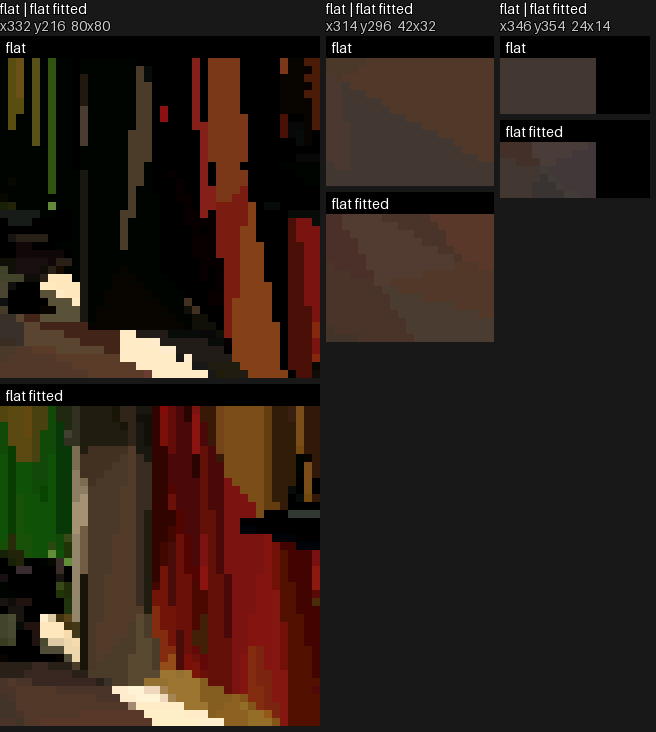 flat | flat fitted
x332 y216 80x80
flat
flat fitted
flat | flat fitted
x314 y296 42x32
flat
flat fitted
flat | flat fitted
x346 y354 24x14
flat
flat fitted